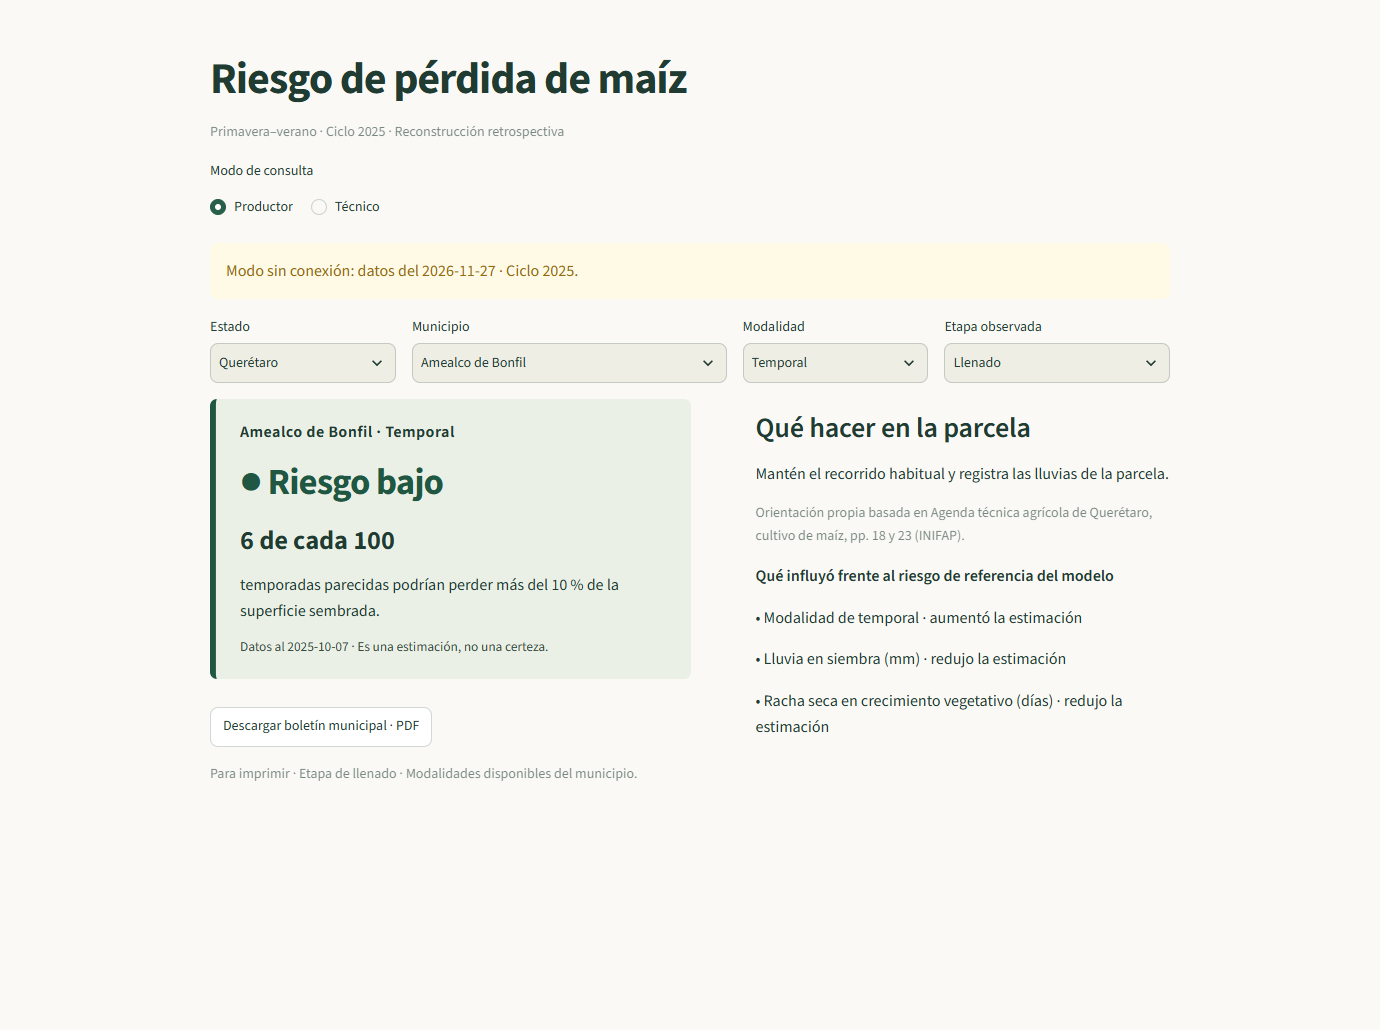 Riesgo de pérdida de maíz
Primavera–verano · Ciclo 2025 · Reconstrucción retrospectiva
Modo de consulta
Productor
Técnico
Modo sin conexión: datos del 2026-11-27 · Ciclo 2025.
Estado
Municipio
Modalidad
Etapa observada
Querétaro
Amealco de Bonfil
Temporal
Llenado
Amealco de Bonfil · Temporal
● Riesgo bajo
6 de cada 100
temporadas parecidas podrían perder más del 10 % de la
superficie sembrada.
Datos al 2025-10-07 · Es una estimación, no una certeza.
Descargar boletín municipal · PDF
Para imprimir · Etapa de llenado · Modalidades disponibles del municipio.
Qué hacer en la parcela
Mantén el recorrido habitual y registra las lluvias de la parcela.
Orientación propia basada en Agenda técnica agrícola de Querétaro,
cultivo de maíz, pp. 18 y 23 (INIFAP).
Qué influyó frente al riesgo de referencia del modelo
• Modalidad de temporal · aumentó la estimación
• Lluvia en siembra (mm) · redujo la estimación
• Racha seca en crecimiento vegetativo (días) · redujo la
estimación